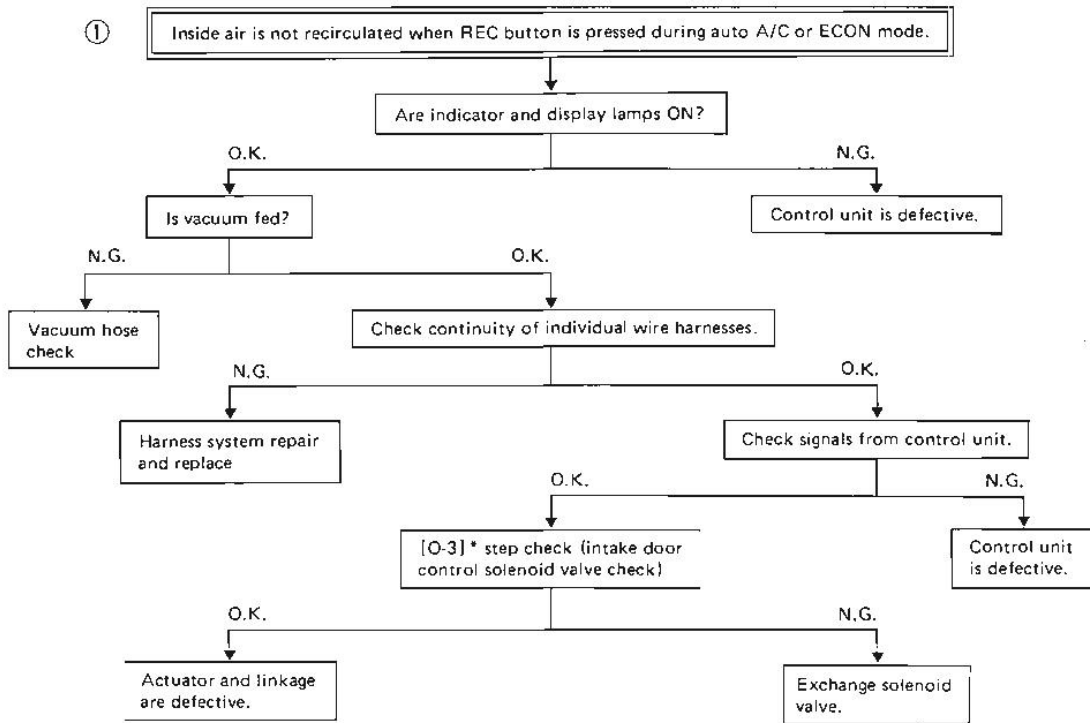 ①
Inside air is not recirculated when REC button is pressed during auto A/C or ECON mode.
Are indicator and display lamps ON?
O.K.
N.G.
Is vacuum fed?
Control unit is defective.
N.G.
O.K.
Vacuum hose
check
Check continuity of individual wire harnesses.
N.G.
O.K.
Harness system repair
and replace
Check signals from control unit.
O.K.
N.G.
[O-3]* step check (intake door
control solenoid valve check)
Control unit
is defective.
O.K.
N.G.
Actuator and linkage
are defective.
Exchange solenoid
valve.